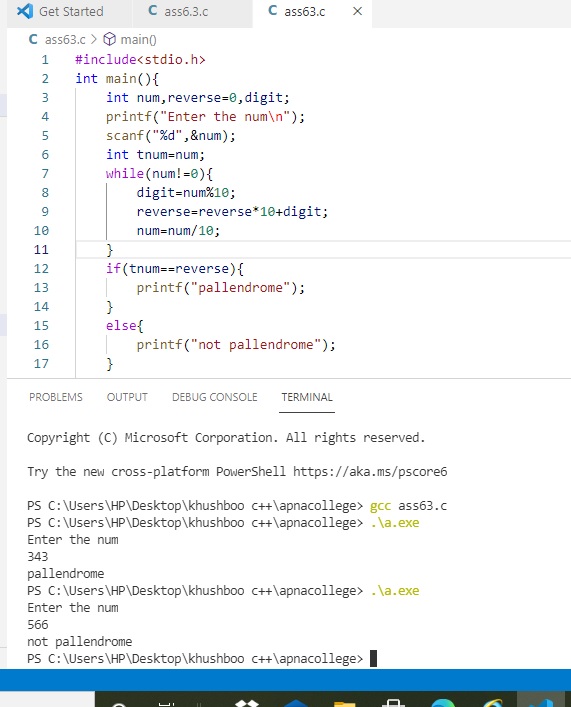 Get Started C ass6.3.c C ass63.c ×
C ass63.c > main()
1 #include<stdio.h>
2 int main(){
3 int num,reverse=0,digit;
4 printf("Enter the num\n");
5 scanf("%d",&num);
6 int tnum=num;
7 while(num!=0){
8 digit=num%10;
9 reverse=reverse*10+digit;
10 num=num/10;
11 }
12 if(tnum==reverse){
13 printf("pallendrome");
14 }
15 else{
16 printf("not pallendrome");
17 }
PROBLEMS OUTPUT DEBUG CONSOLE TERMINAL
Copyright (C) Microsoft Corporation. All rights reserved.
Try the new cross-platform PowerShell https://aka.ms/pscore6
PS C:\Users\HP\Desktop\khushboo c++\apnacollege> gcc ass63.c
PS C:\Users\HP\Desktop\khushboo c++\apnacollege> .\a.exe
Enter the num
343
pallendrome
PS C:\Users\HP\Desktop\khushboo c++\apnacollege> .\a.exe
Enter the num
566
not pallendrome
PS C:\Users\HP\Desktop\khushboo c++\apnacollege>